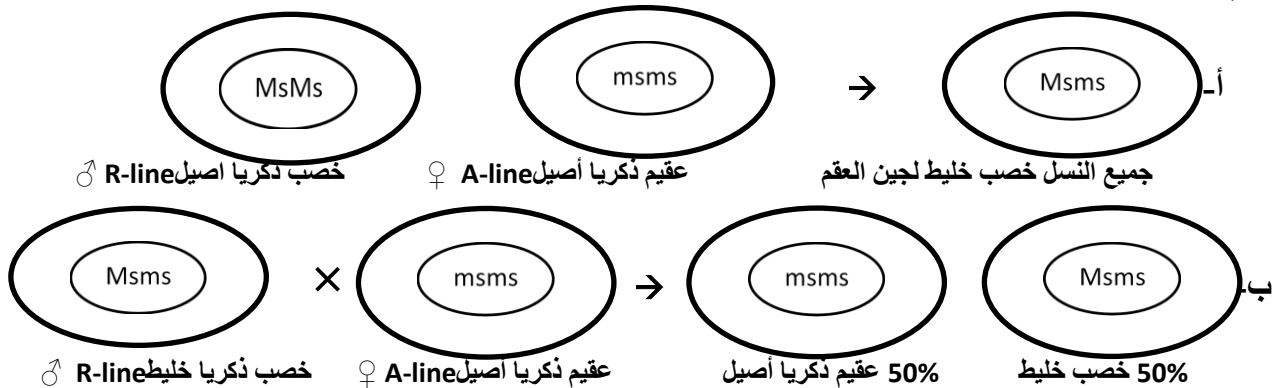 MsMs msms → Msms أ-
خصب ذكريا اصيل R-line ♂ عقيم ذكريا أصيل A-line ♀ جميع النسل خصب خليط لجين العقم
Msms × msms → msms Msms ب-
خصب ذكريا خليط R-line ♂ عقيم ذكريا اصيل A-line ♀ 50% عقيم ذكريا أصيل 50% خصب خليط